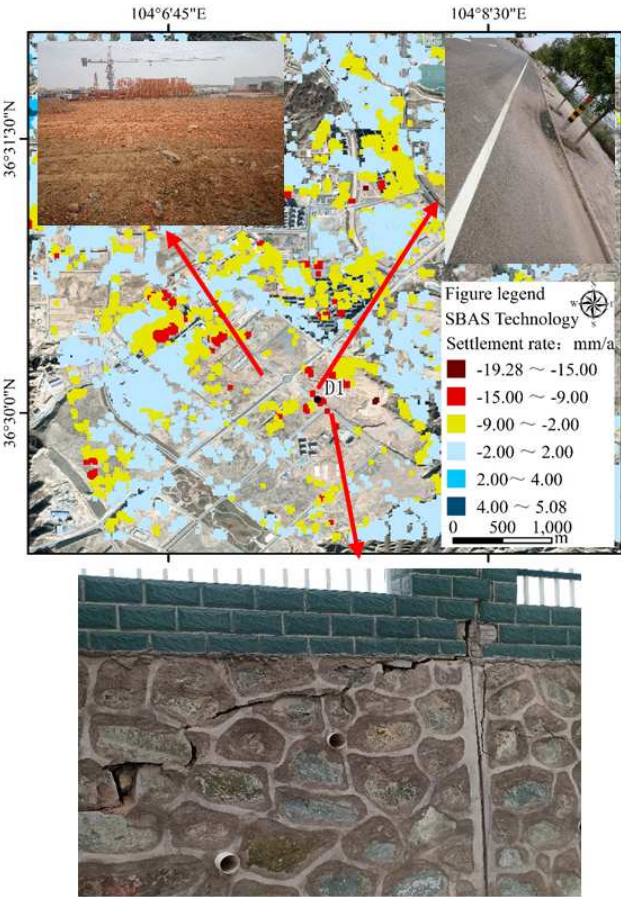 104°6'45"E
104°8'30"E
36°31'30"N
36°30'0"N
D1
Figure legend
SBAS Technology
N
W
E
S
Settlement rate： mm/a
-19.28 ～ -15.00
-15.00 ～ -9.00
-9.00 ～ -2.00
-2.00 ～ 2.00
2.00～ 4.00
4.00 ～ 5.08
0 500 1,000
m